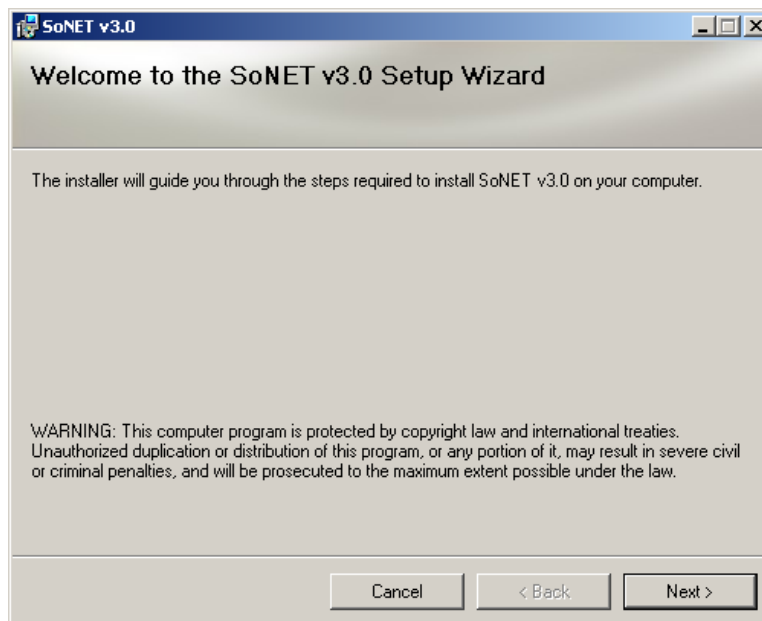 SoNET v3.0
Welcome to the SoNET v3.0 Setup Wizard
The installer will guide you through the steps required to install SoNET v3.0 on your computer.
WARNING: This computer program is protected by copyright law and international treaties.
Unauthorized duplication or distribution of this program, or any portion of it, may result in severe civil
or criminal penalties, and will be prosecuted to the maximum extent possible under the law.
Cancel < Back Next >